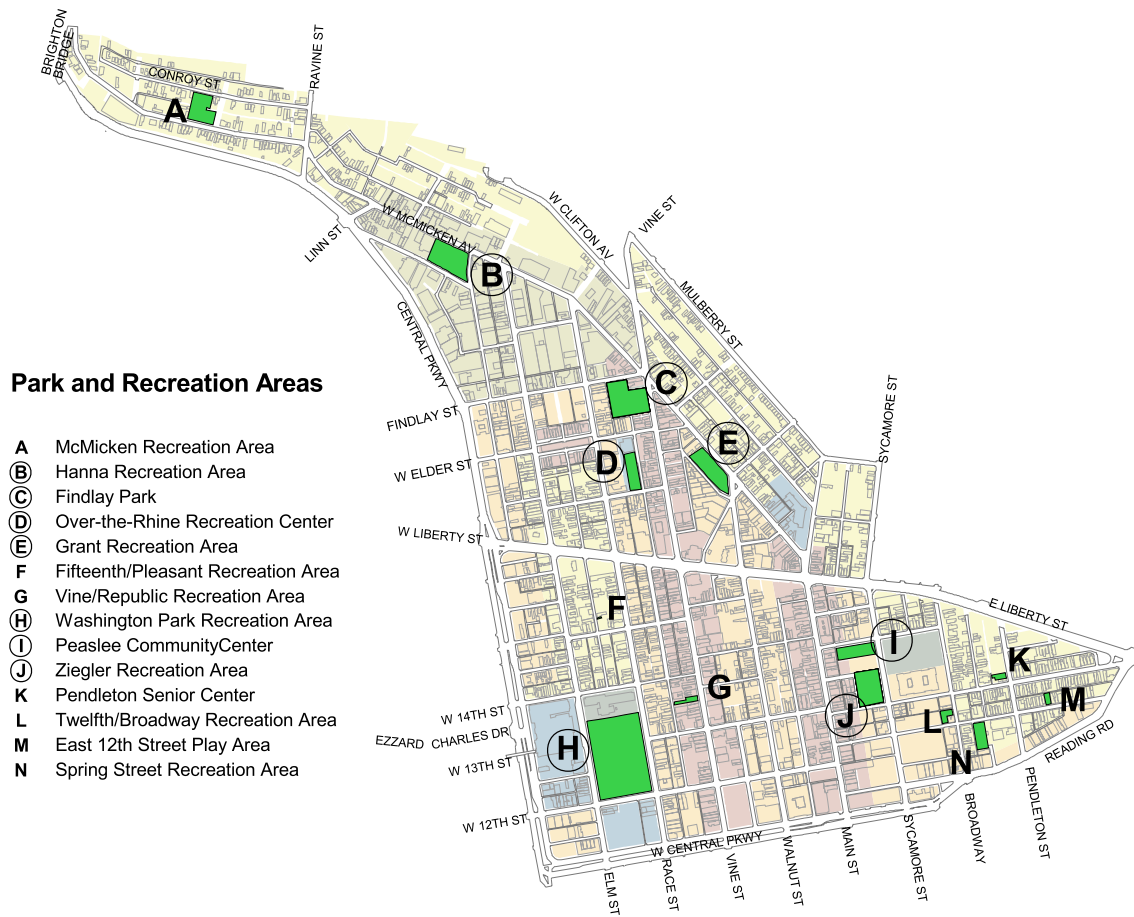 BRIGHTON
BRIDGE
CONROY ST
RAVINE ST
A
W CLIFTON AV
VINE ST
W MCMICKEN AV
LINN ST
B
MULBERRY ST
CENTRAL PKWY
Park and Recreation Areas
C
SYCAMORE ST
FINDLAY ST
E
D
W ELDER ST
W LIBERTY ST
A McMicken Recreation Area
B Hanna Recreation Area
C Findlay Park
D Over-the-Rhine Recreation Center
E Grant Recreation Area
F Fifteenth/Pleasant Recreation Area
G Vine/Republic Recreation Area
H Washington Park Recreation Area
I Peaslee CommunityCenter
J Ziegler Recreation Area
K Pendleton Senior Center
L Twelfth/Broadway Recreation Area
M East 12th Street Play Area
N Spring Street Recreation Area
F
E LIBERTY ST
I
K
G
M
J
L
W 14TH ST
EZZARD CHARLES DR
H
W 13TH ST
N
READING RD
W 12TH ST
W CENTRAL PKWY
ELM ST
RACE ST
VINE ST
WALNUT ST
MAIN ST
SYCAMORE ST
BROADWAY
PENDLETON ST